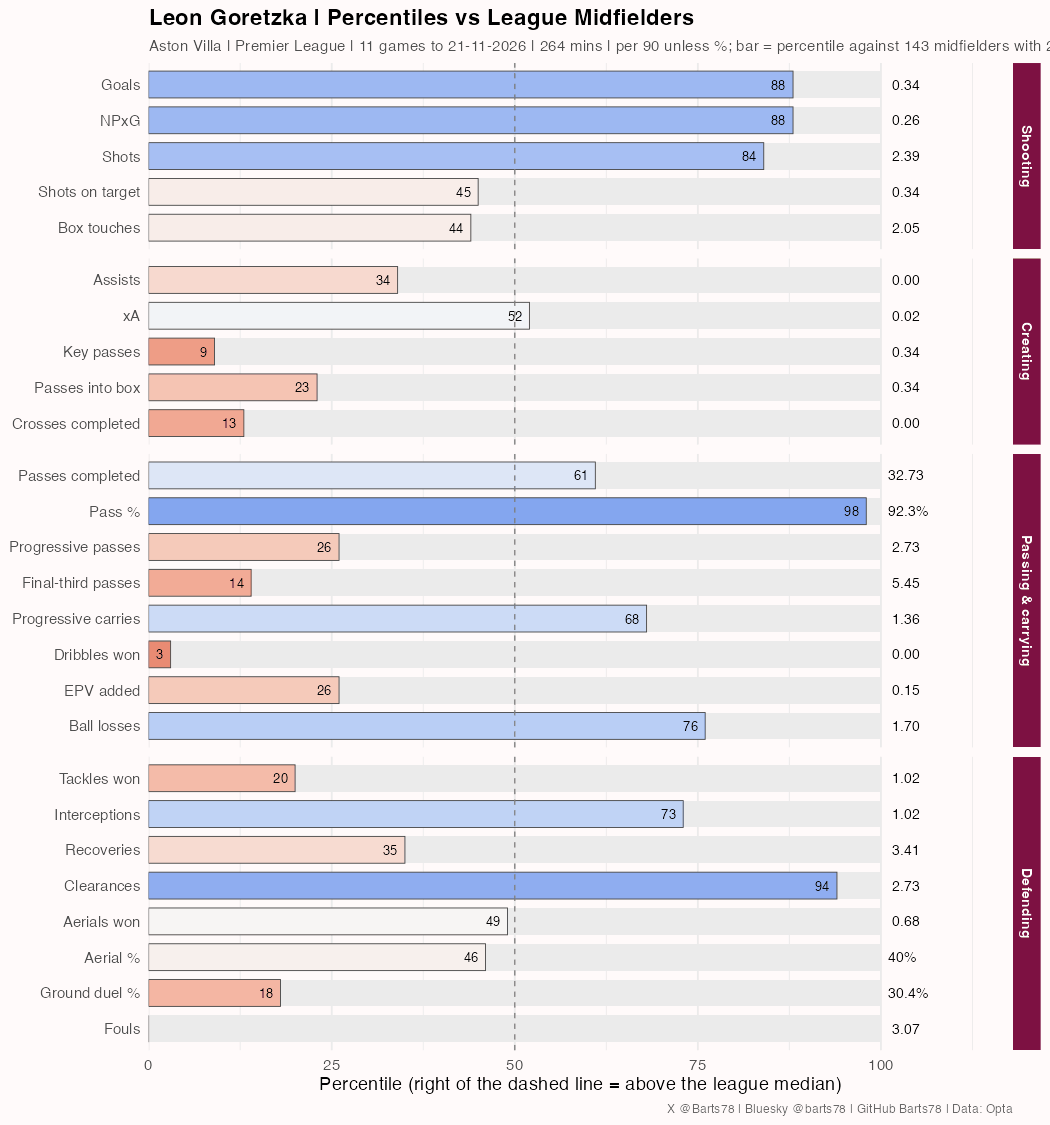 Leon Goretzka | Percentiles vs League Midfielders
Aston Villa | Premier League | 11 games to 21-11-2026 | 264 mins | per 90 unless %; bar = percentile against 143 midfielders with 2
Goals 88 0.34
NPxG 88 0.26
Shots 84 2.39
Shots on target 45 0.34
Box touches 44 2.05
Shooting
Assists 34 0.00
xA 52 0.02
Key passes 9 0.34
Passes into box 23 0.34
Crosses completed 13 0.00
Creating
Passes completed 61 32.73
Pass % 98 92.3%
Progressive passes 26 2.73
Final-third passes 14 5.45
Progressive carries 68 1.36
Dribbles won 3 0.00
EPV added 26 0.15
Ball losses 76 1.70
Passing & carrying
Tackles won 20 1.02
Interceptions 73 1.02
Recoveries 35 3.41
Clearances 94 2.73
Aerials won 49 0.68
Aerial % 46 40%
Ground duel % 18 30.4%
Fouls 3.07
Defending
0 25 50 75 100
Percentile (right of the dashed line = above the league median)
X @Barts78 | Bluesky @barts78 | GitHub Barts78 | Data: Opta